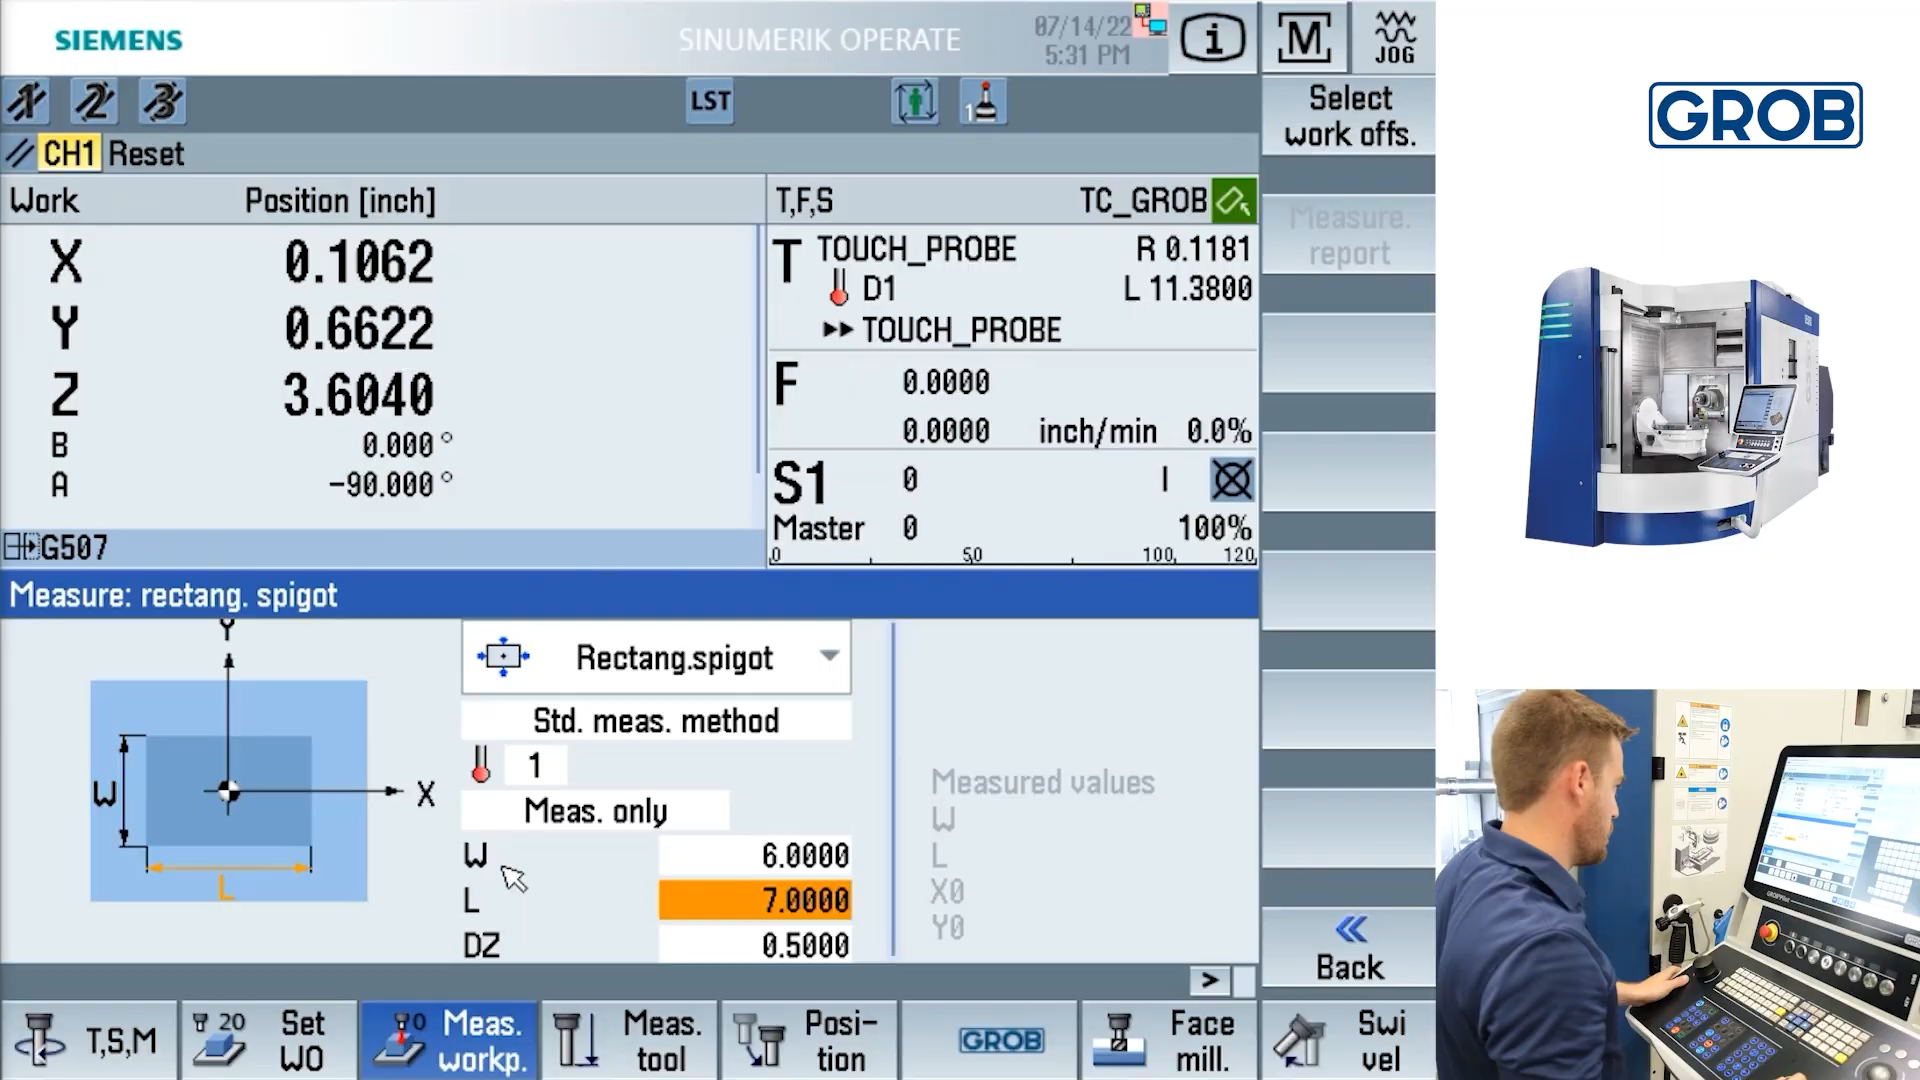 SIEMENS
SINUMERIK OPERATE
07/14/22
5:31 PM
M
JOG
1
2
3
LST
1
Select
work offs.
CH1 Reset
Work Position [inch]
T,F,S TC_GROB
X 0.1062
Y 0.6622
Z 3.6040
B 0.000°
A -90.000°
G507
T TOUCH_PROBE R 0.1181
D1 L 11.3800
TOUCH_PROBE
F 0.0000
0.0000 inch/min 0.0%
S1 0 I
Master 0 100%
0 50 100 120
Measure.
report
Measure: rectang. spigot
Y
W
X
L
Rectang.spigot
Std. meas. method
1
Meas. only
W 6.0000
L 7.0000
DZ 0.5000
Measured values
W
L
X0
Y0
>
Back
T,S,M
20 Set
WO
0 Meas.
workp.
Meas.
tool
Posi-
tion
GROB
Face
mill.
Swi
vel
GROB